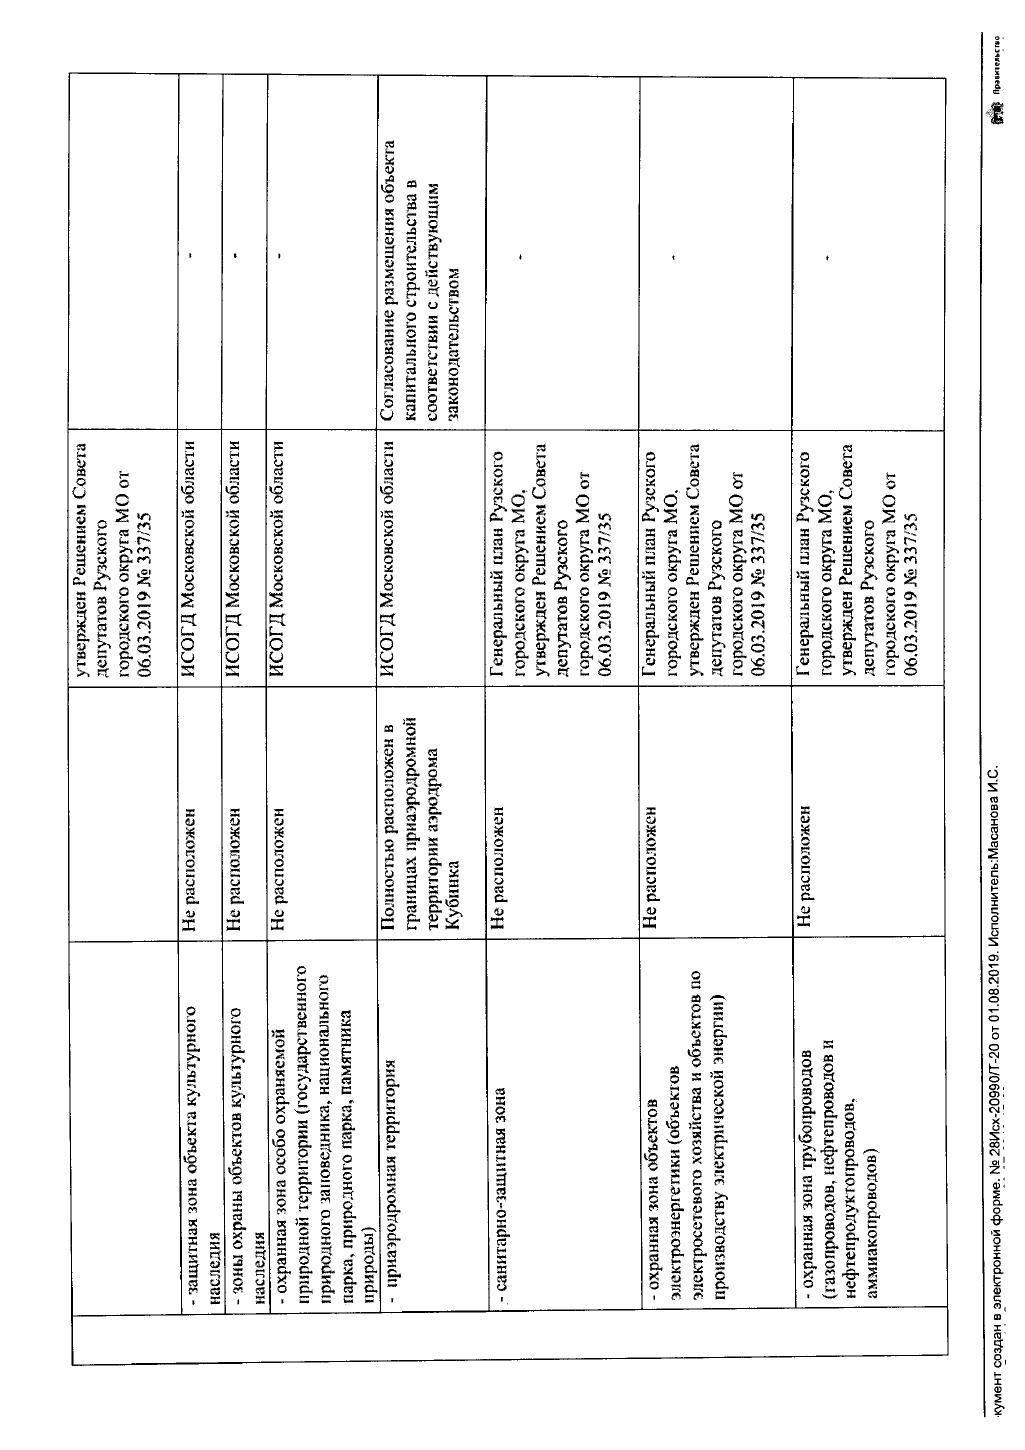 утвержден Решением Совета
депутатов Рузского
городского округа МО от
06.03.2019 № 337/35
- защитная зона объекта культурного
наследия
Не расположен
ИСОГД Московской области
-
- зоны охраны объектов культурного
наследия
Не расположен
ИСОГД Московской области
-
- охранная зона особо охраняемой
природной территории (государственного
природного заповедника, национального
парка, природного парка, памятника
природы)
Не расположен
ИСОГД Московской области
-
- приаэродромная территория
Полностью расположен в
границах приаэродромной
территории аэродрома
Кубинка
ИСОГД Московской области
Согласование размещения объекта
капитального строительства в
соответствии с действующим
законодательством
- санитарно-защитная зона
Не расположен
Генеральный план Рузского
городского округа МО,
утвержден Решением Совета
депутатов Рузского
городского округа МО от
06.03.2019 № 337/35
-
- охранная зона объектов
электроэнергетики (объектов
электросетевого хозяйства и объектов по
производству электрической энергии)
Не расположен
Генеральный план Рузского
городского округа МО,
утвержден Решением Совета
депутатов Рузского
городского округа МО от
06.03.2019 № 337/35
-
- охранная зона трубопроводов
(газопроводов, нефтепроводов и
нефтепродуктопроводов,
аммиакопроводов)
Не расположен
Генеральный план Рузского
городского округа МО,
утвержден Решением Совета
депутатов Рузского
городского округа МО от
06.03.2019 № 337/35
-
кумент создан в электронной форме. № 28Исх-20990/Т-20 от 01.08.2019. Исполнитель:Масанова И.С.
Правительство